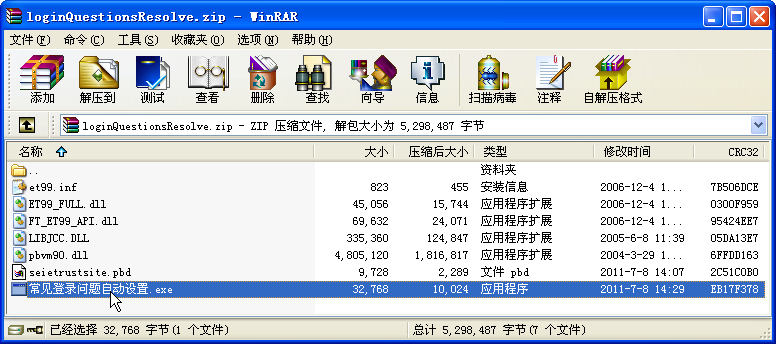 loginQuestionsResolve.zip - WinRAR
文件(F) 命令(C) 工具(S) 收藏夹(O) 选项(N) 帮助(H)
添加 解压到 测试 查看 删除 查找 向导 信息 扫描病毒 注释 自解压格式
loginQuestionsResolve.zip - ZIP 压缩文件, 解包大小为 5,298,487 字节
名称 大小 压缩后大小 类型 修改时间 CRC32
.. 资料夹
et99.inf 823 455 安装信息 2006-12-4 1... 7B506DCE
ET99_FULL.dll 45,056 15,744 应用程序扩展 2006-12-4 1... 0300F959
FT_ET99_API.dll 69,632 24,071 应用程序扩展 2006-12-4 1... 95424EE7
LIBJCC.DLL 335,360 124,847 应用程序扩展 2005-6-8 11:39 05DA13E7
pbvm90.dll 4,805,120 1,816,817 应用程序扩展 2004-3-29 1... 6FFDD163
seietrustsite.pbd 9,728 2,289 文件 pbd 2011-7-8 14:07 2C51C0B0
常见登录问题自动设置.exe 32,768 10,024 应用程序 2011-7-8 14:29 EB17F378
已经选择 32,768 字节(1 个文件) 总计 5,298,487 字节(7 个文件)